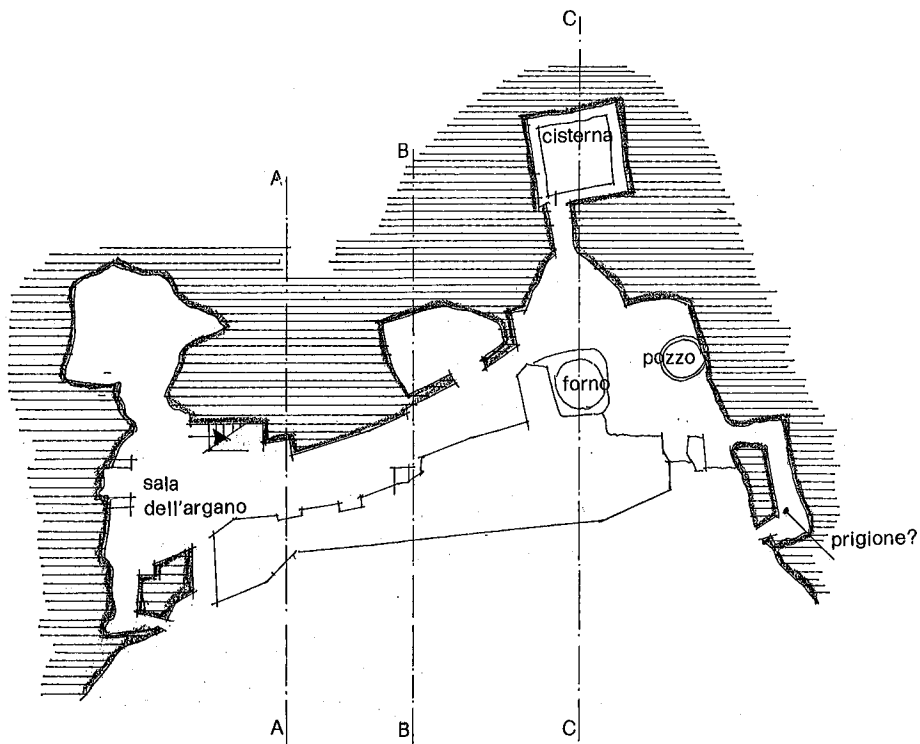 C
cisterna
B
A
pozzo
forno
sala
dell'argano
prigione?
A
B
C